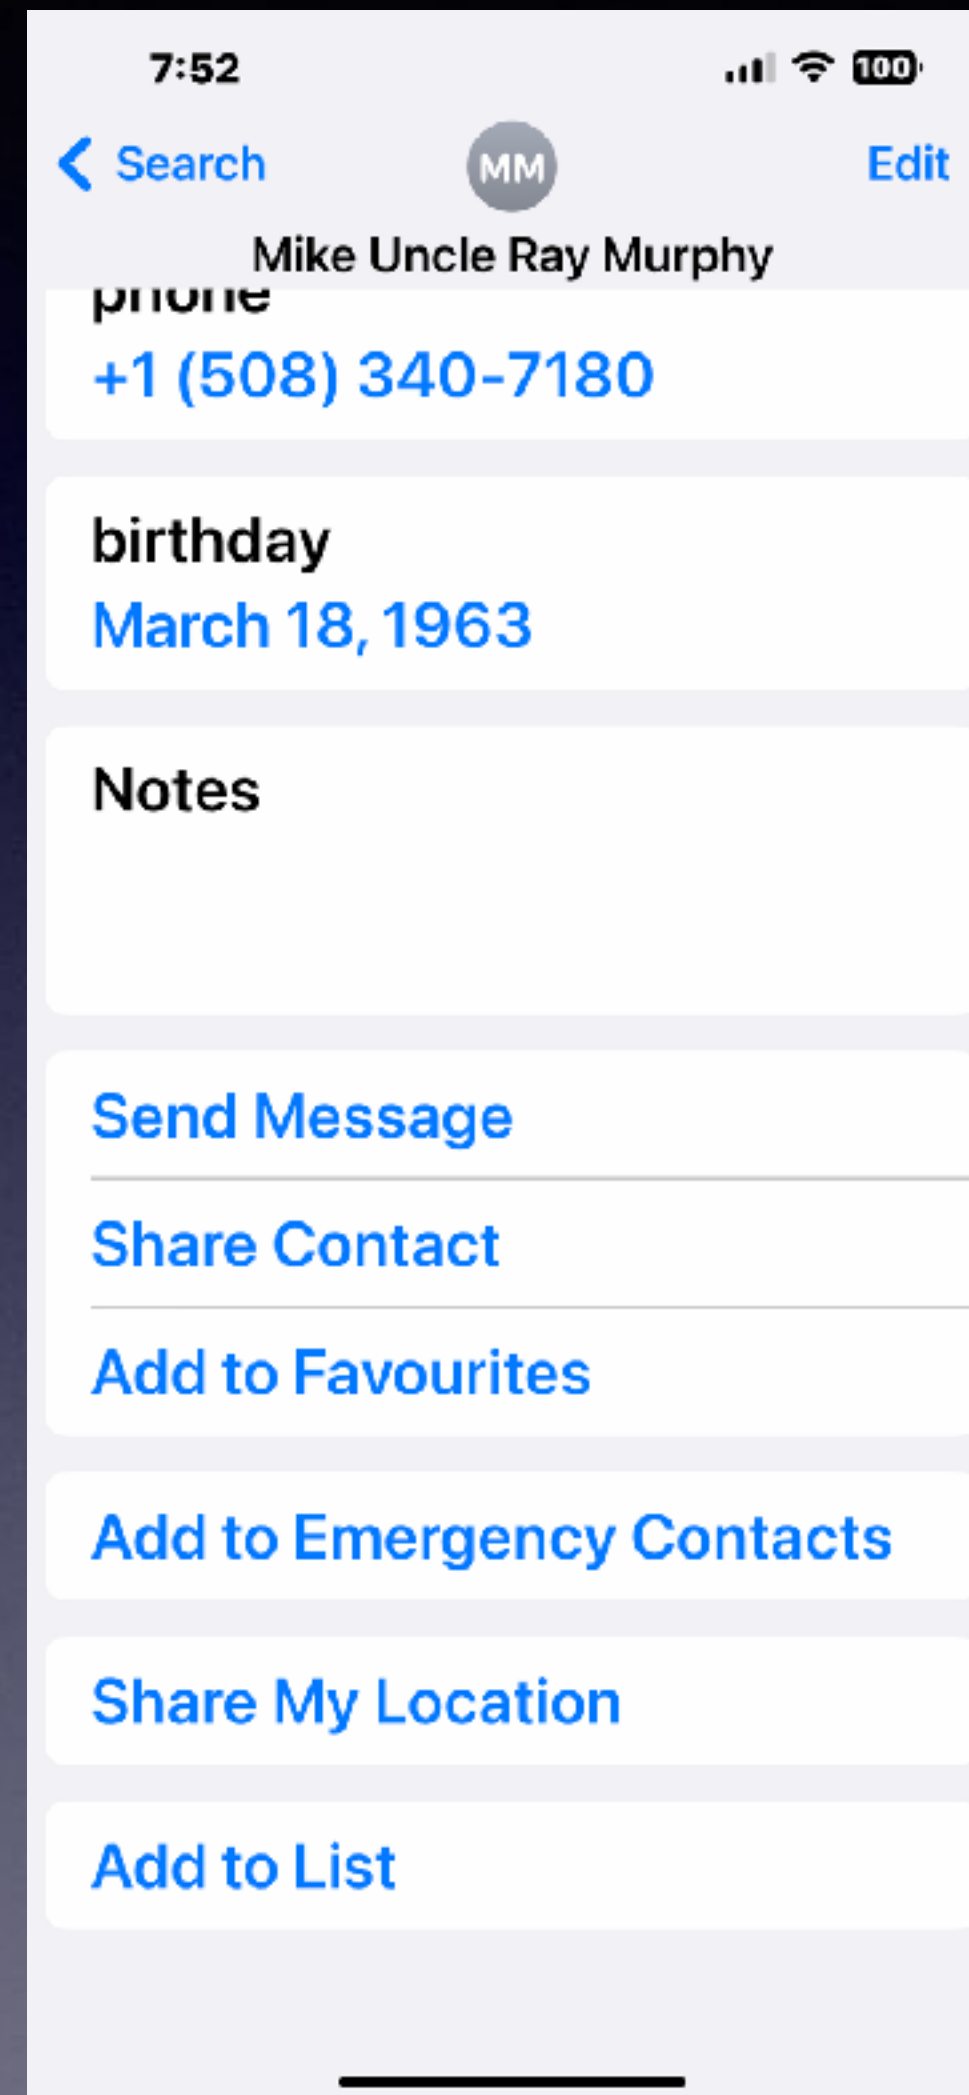 7:52
100
Search
MM
Edit
Mike Uncle Ray Murphy
phone
+1 (508) 340-7180
birthday
March 18, 1963
Notes
Send Message
Share Contact
Add to Favourites
Add to Emergency Contacts
Share My Location
Add to List